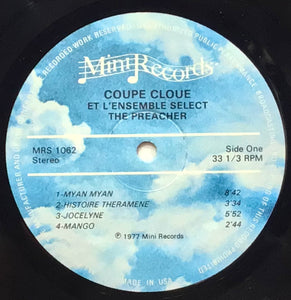 Mini Records
COUPE CLOUE
ET L'ENSEMBLE SELECT
THE PREACHER
MRS 1062
Stereo
Side One
33 1/3 RPM
1-MYAN MYAN 8'42
2-HISTOIRE THERAMENE 3'34
3-JOCELYNE 5'52
4-MANGO 2'44
℗ 1977 Mini Records
MADE IN USA